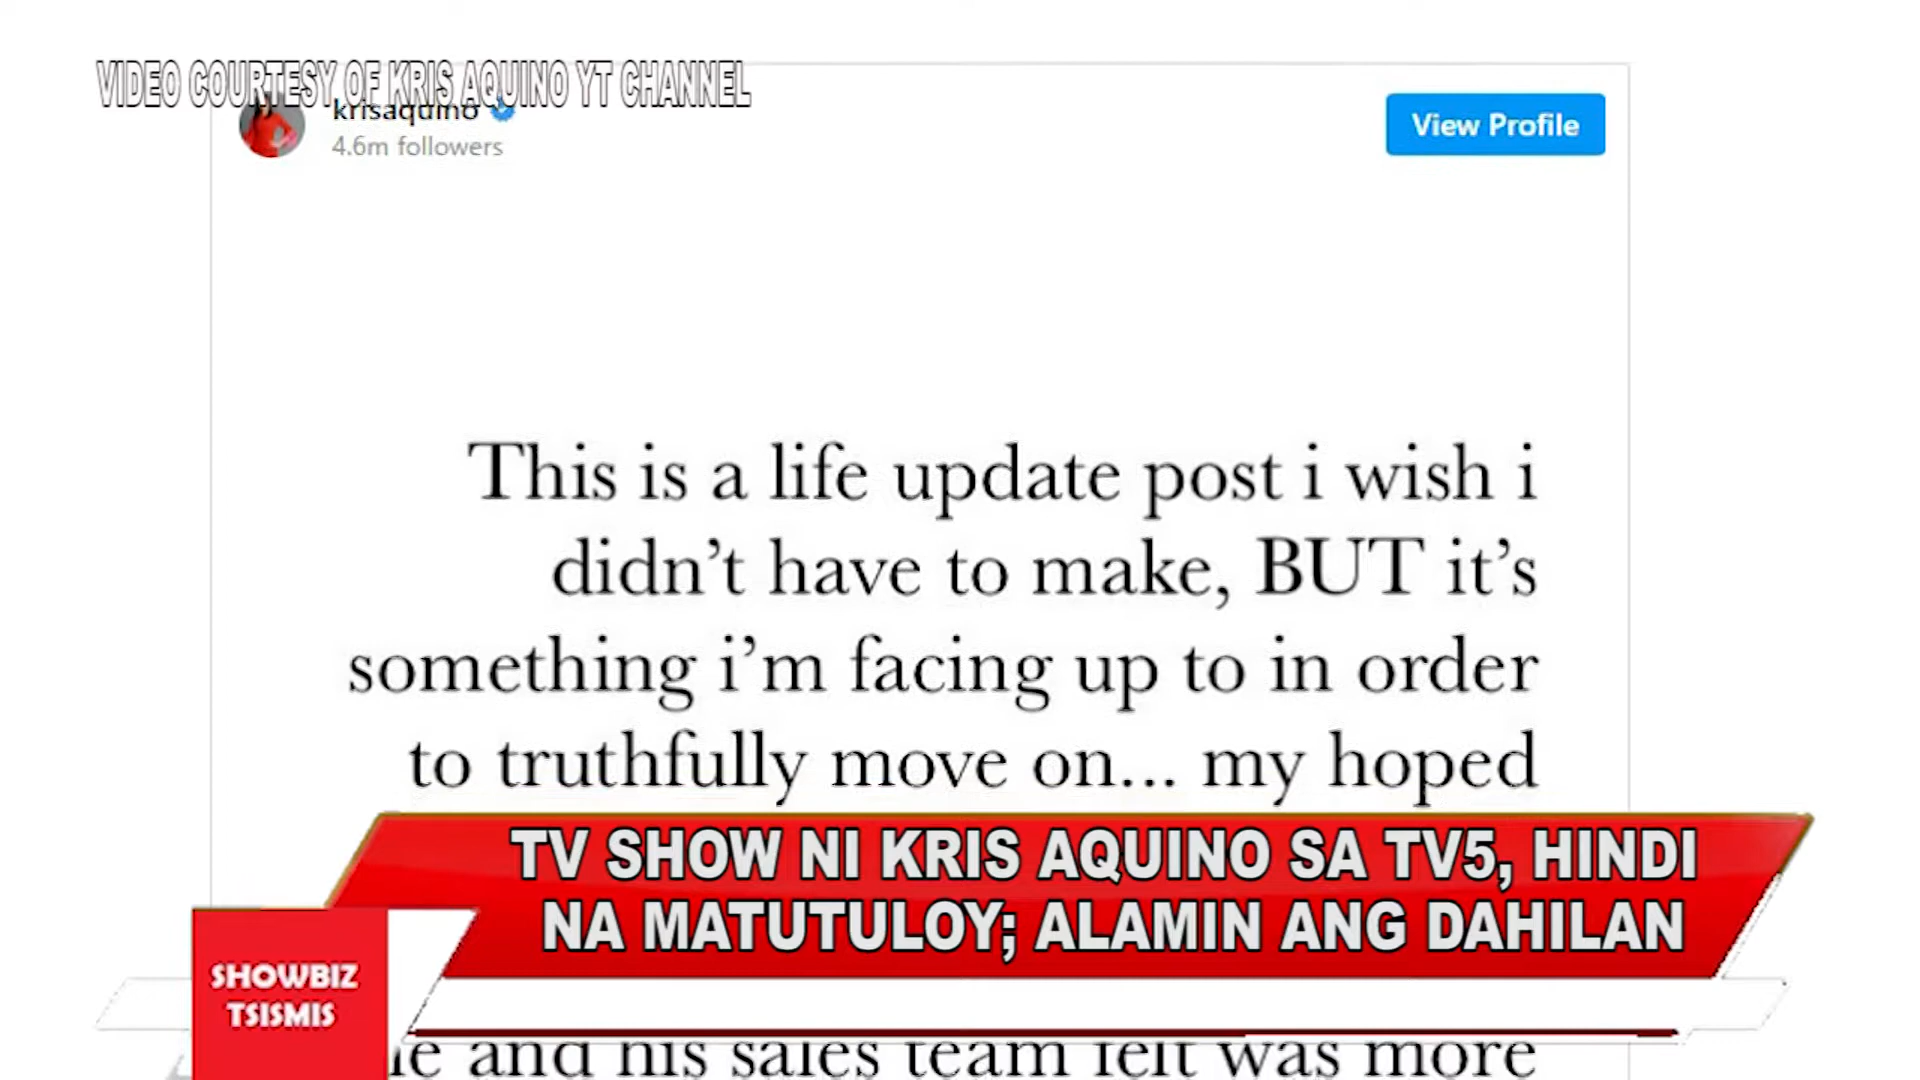 VIDEO COURTESY OF KRIS AQUINO YT CHANNEL
krisaquino
4.6m followers
View Profile
This is a life update post i wish i
didn’t have to make, BUT it’s
something i’m facing up to in order
to truthfully move on... my hoped
TV SHOW NI KRIS AQUINO SA TV5, HINDI
NA MATUTULOY; ALAMIN ANG DAHILAN
SHOWBIZ
TSISMIS
and his sales team felt was more